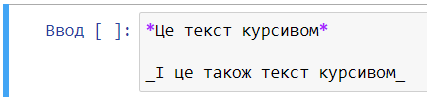 Ввод [ ]: *Це текст курсивом*
_І це також текст курсивом_